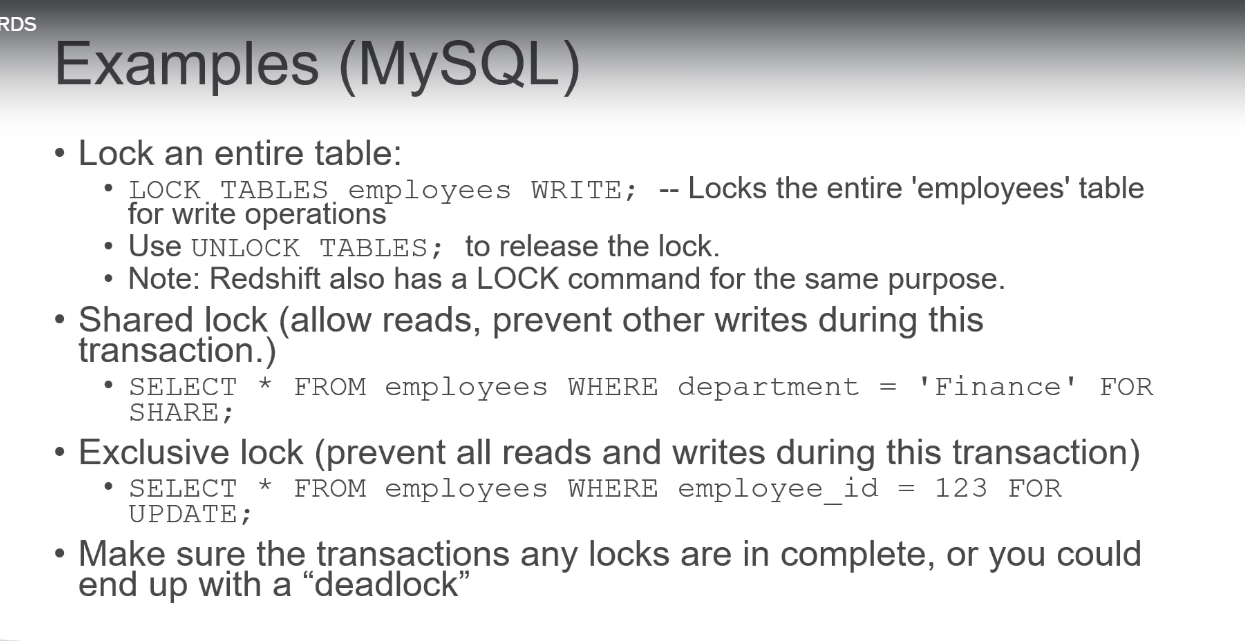 RDS
Examples (MySQL)
• Lock an entire table:
• LOCK TABLES employees WRITE; -- Locks the entire 'employees' table
for write operations
• Use UNLOCK TABLES; to release the lock.
• Note: Redshift also has a LOCK command for the same purpose.
• Shared lock (allow reads, prevent other writes during this
transaction.)
• SELECT * FROM employees WHERE department = 'Finance' FOR
SHARE;
• Exclusive lock (prevent all reads and writes during this transaction)
• SELECT * FROM employees WHERE employee_id = 123 FOR
UPDATE;
• Make sure the transactions any locks are in complete, or you could
end up with a “deadlock”